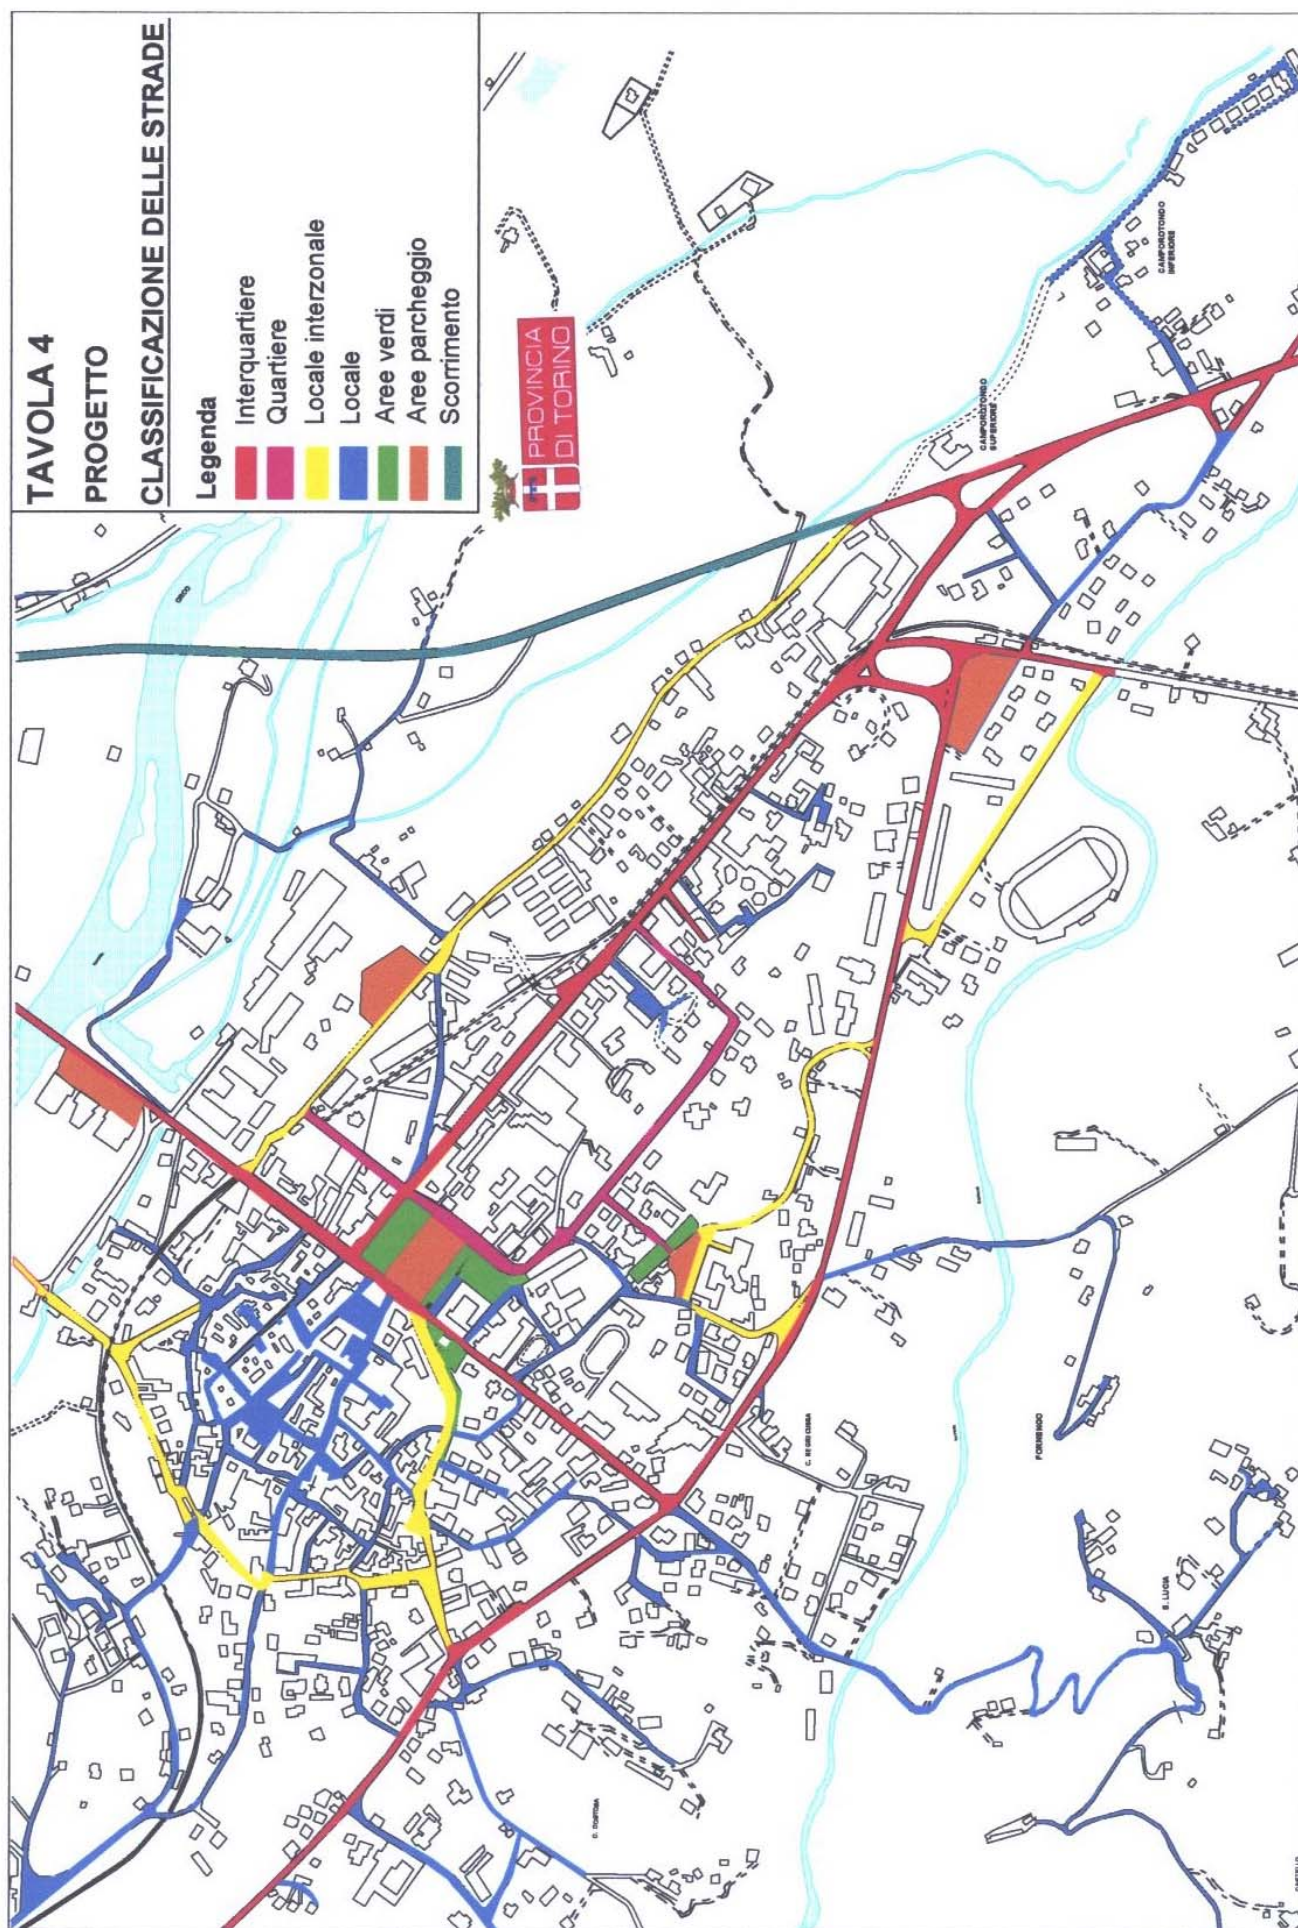 TAVOLA 4
PROGETTO
CLASSIFICAZIONE DELLE STRADE
Legenda
Interquartiere
Quartiere
Locale interzonale
Locale
Aree verdi
Aree parcheggio
Scorrimento
PROVINCIA
DI TORINO
ORCO
CAMPOROTONDO
INFERIORE
CAMPOROTONDO
SUPERIORE
S. LUCIA